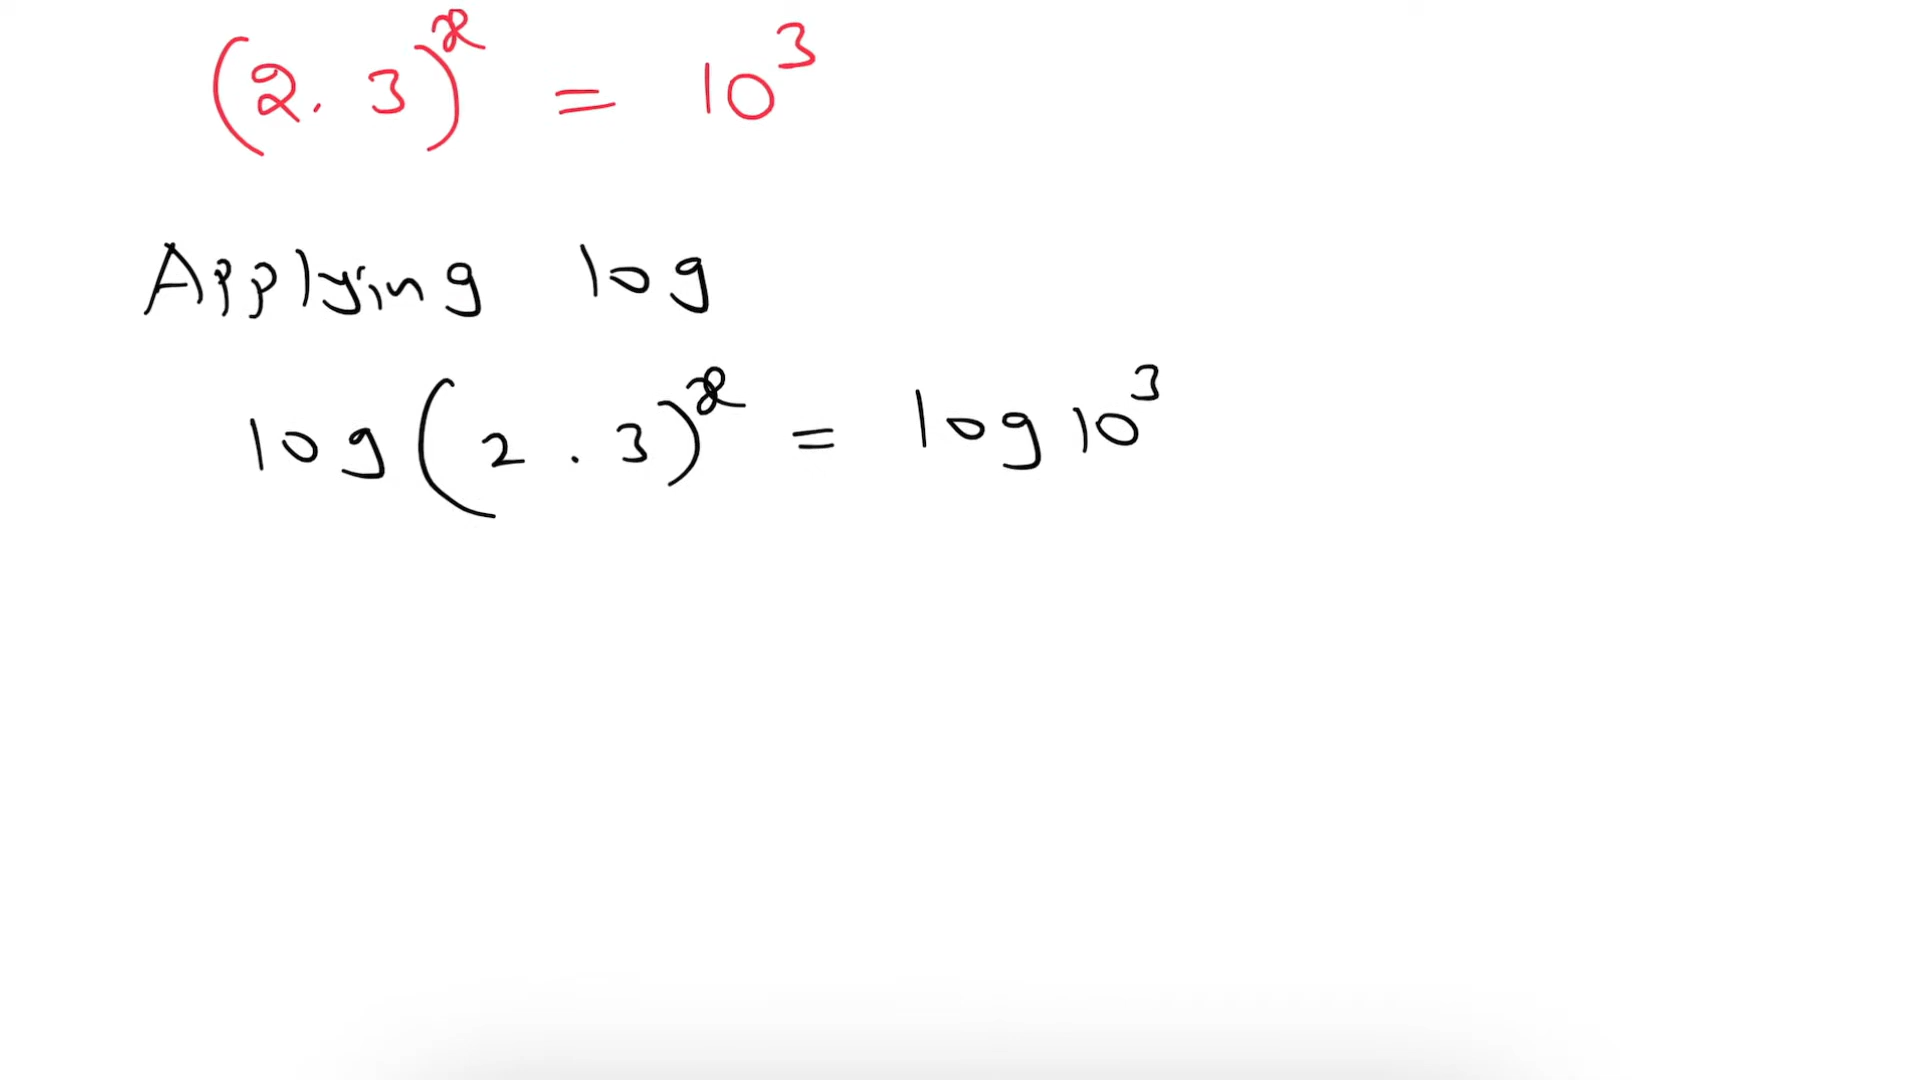 (2.3)^x = 10^3
Applying log
log(2.3)^x = log 10^3